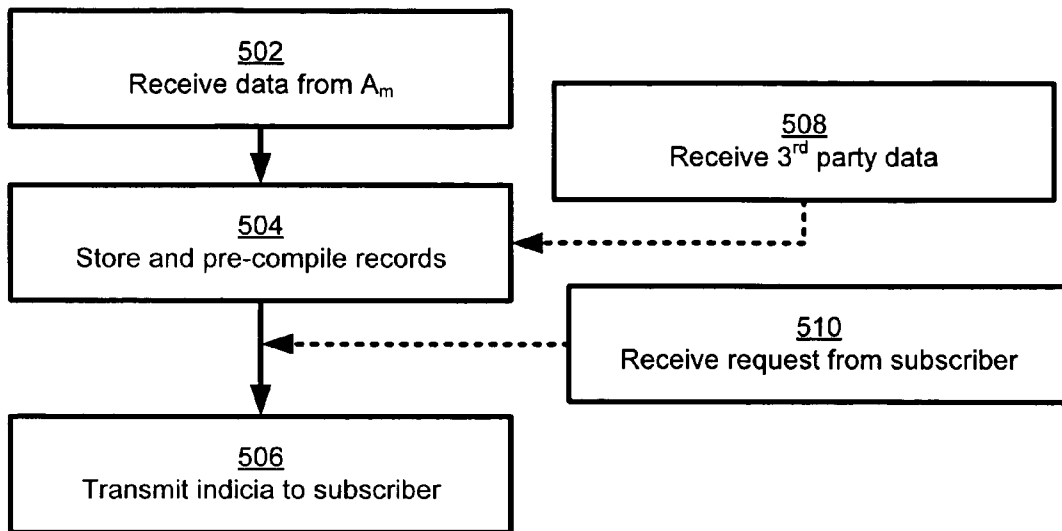 502
Receive data from Aₘ
508
Receive 3ʳᵈ party data
504
Store and pre-compile records
510
Receive request from subscriber
506
Transmit indicia to subscriber